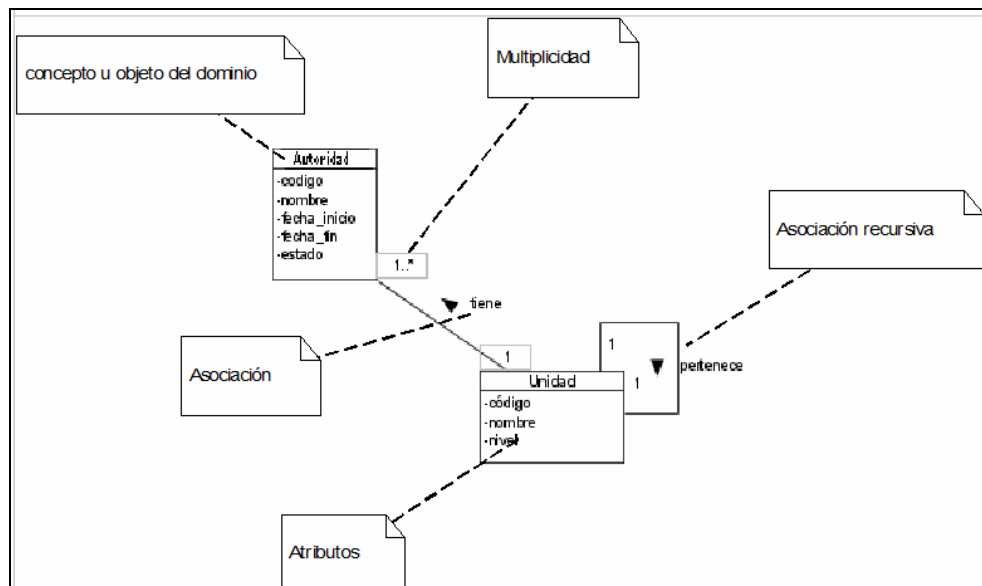 concepto u objeto del dominio
Multiplicidad
Autoridad
-codigo
-nombre
-fecha_inicio
-fecha_fin
-estado
1..*
Asociación recursiva
tiene
Asociación
1
1
1
pertenece
Unidad
-código
-nombre
-nivel
Atributos